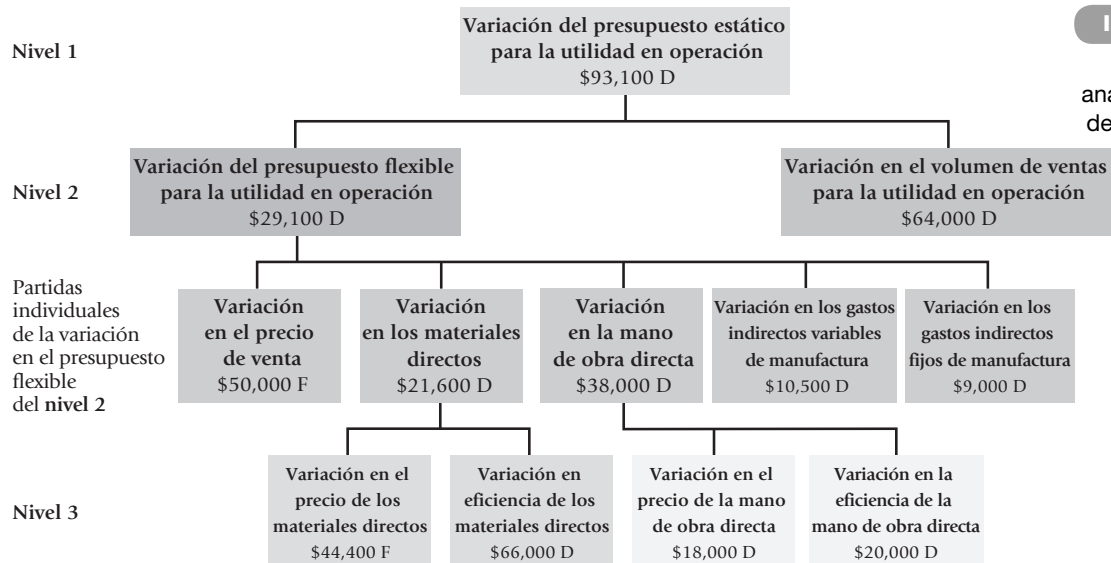 Nivel 1
Variación del presupuesto estático
para la utilidad en operación
$93,100 D
Nivel 2
Variación del presupuesto flexible
para la utilidad en operación
$29,100 D
Variación en el volumen de ventas
para la utilidad en operación
$64,000 D
Partidas
individuales
de la variación
en el presupuesto
flexible
del nivel 2
Variación
en el precio
de venta
$50,000 F
Variación
en los materiales
directos
$21,600 D
Variación
en la mano
de obra directa
$38,000 D
Variación en los gastos
indirectos variables
de manufactura
$10,500 D
Variación en los
gastos indirectos
fijos de manufactura
$9,000 D
Nivel 3
Variación en el
precio de los
materiales directos
$44,400 F
Variación en
eficiencia de los
materiales directos
$66,000 D
Variación en el
precio de la mano
de obra directa
$18,000 D
Variación en la
eficiencia de la
mano de obra directa
$20,000 D